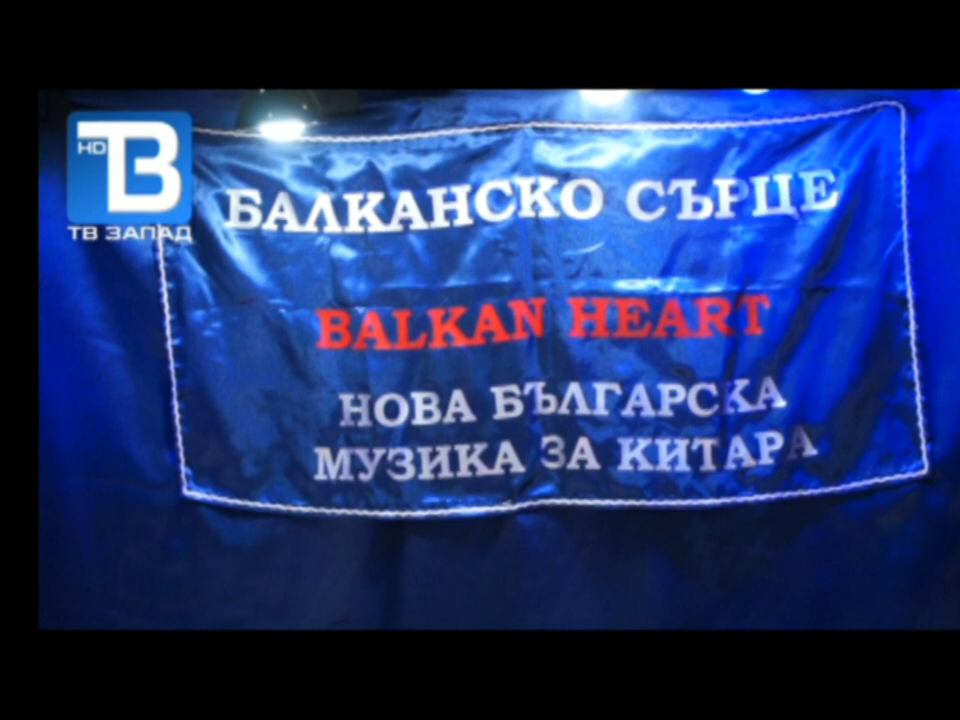 HD ТВ
ТВ ЗАПАД
БАЛКАНСКО СЪРЦЕ
BALKAN HEART
НОВА БЪЛГАРСКА
МУЗИКА ЗА КИТАРА